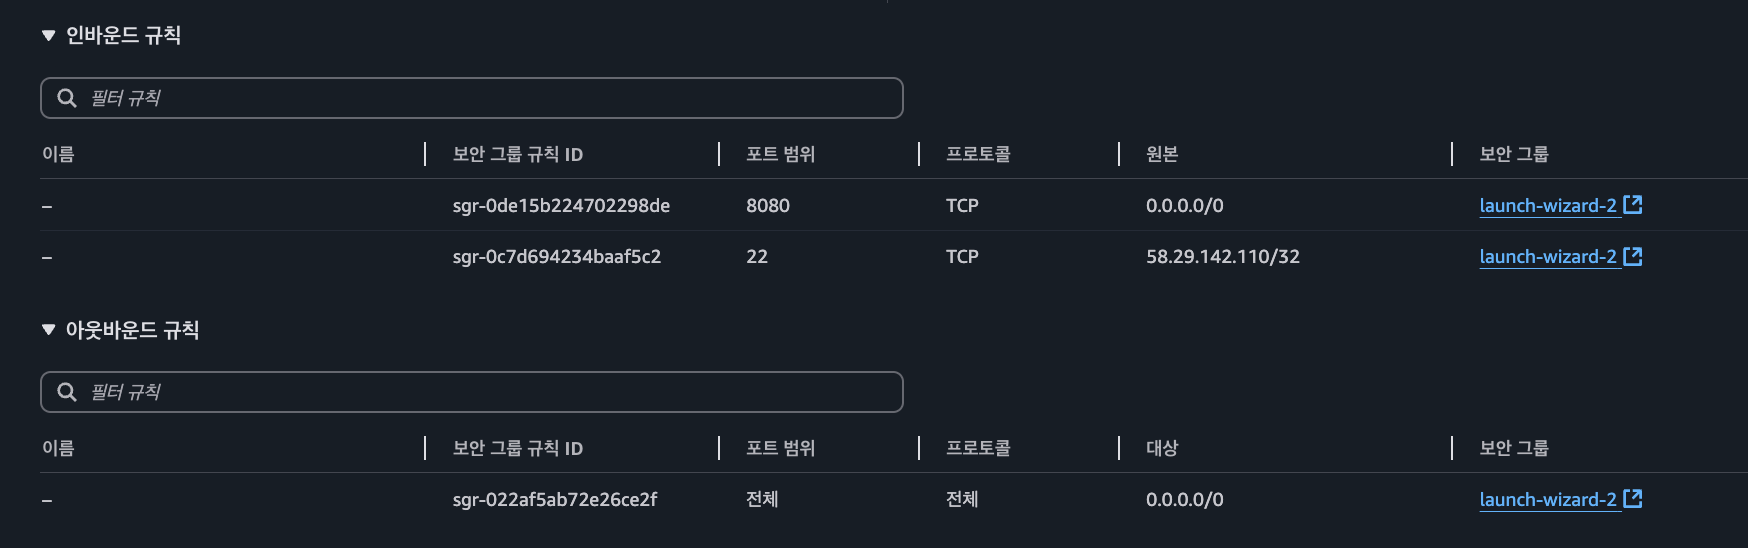 ▼ 인바운드 규칙
필터 규칙
이름 보안 그룹 규칙 ID 포트 범위 프로토콜 원본 보안 그룹
– sgr-0de15b224702298de 8080 TCP 0.0.0.0/0 launch-wizard-2
– sgr-0c7d694234baaf5c2 22 TCP 58.29.142.110/32 launch-wizard-2
▼ 아웃바운드 규칙
필터 규칙
이름 보안 그룹 규칙 ID 포트 범위 프로토콜 대상 보안 그룹
– sgr-022af5ab72e26ce2f 전체 전체 0.0.0.0/0 launch-wizard-2